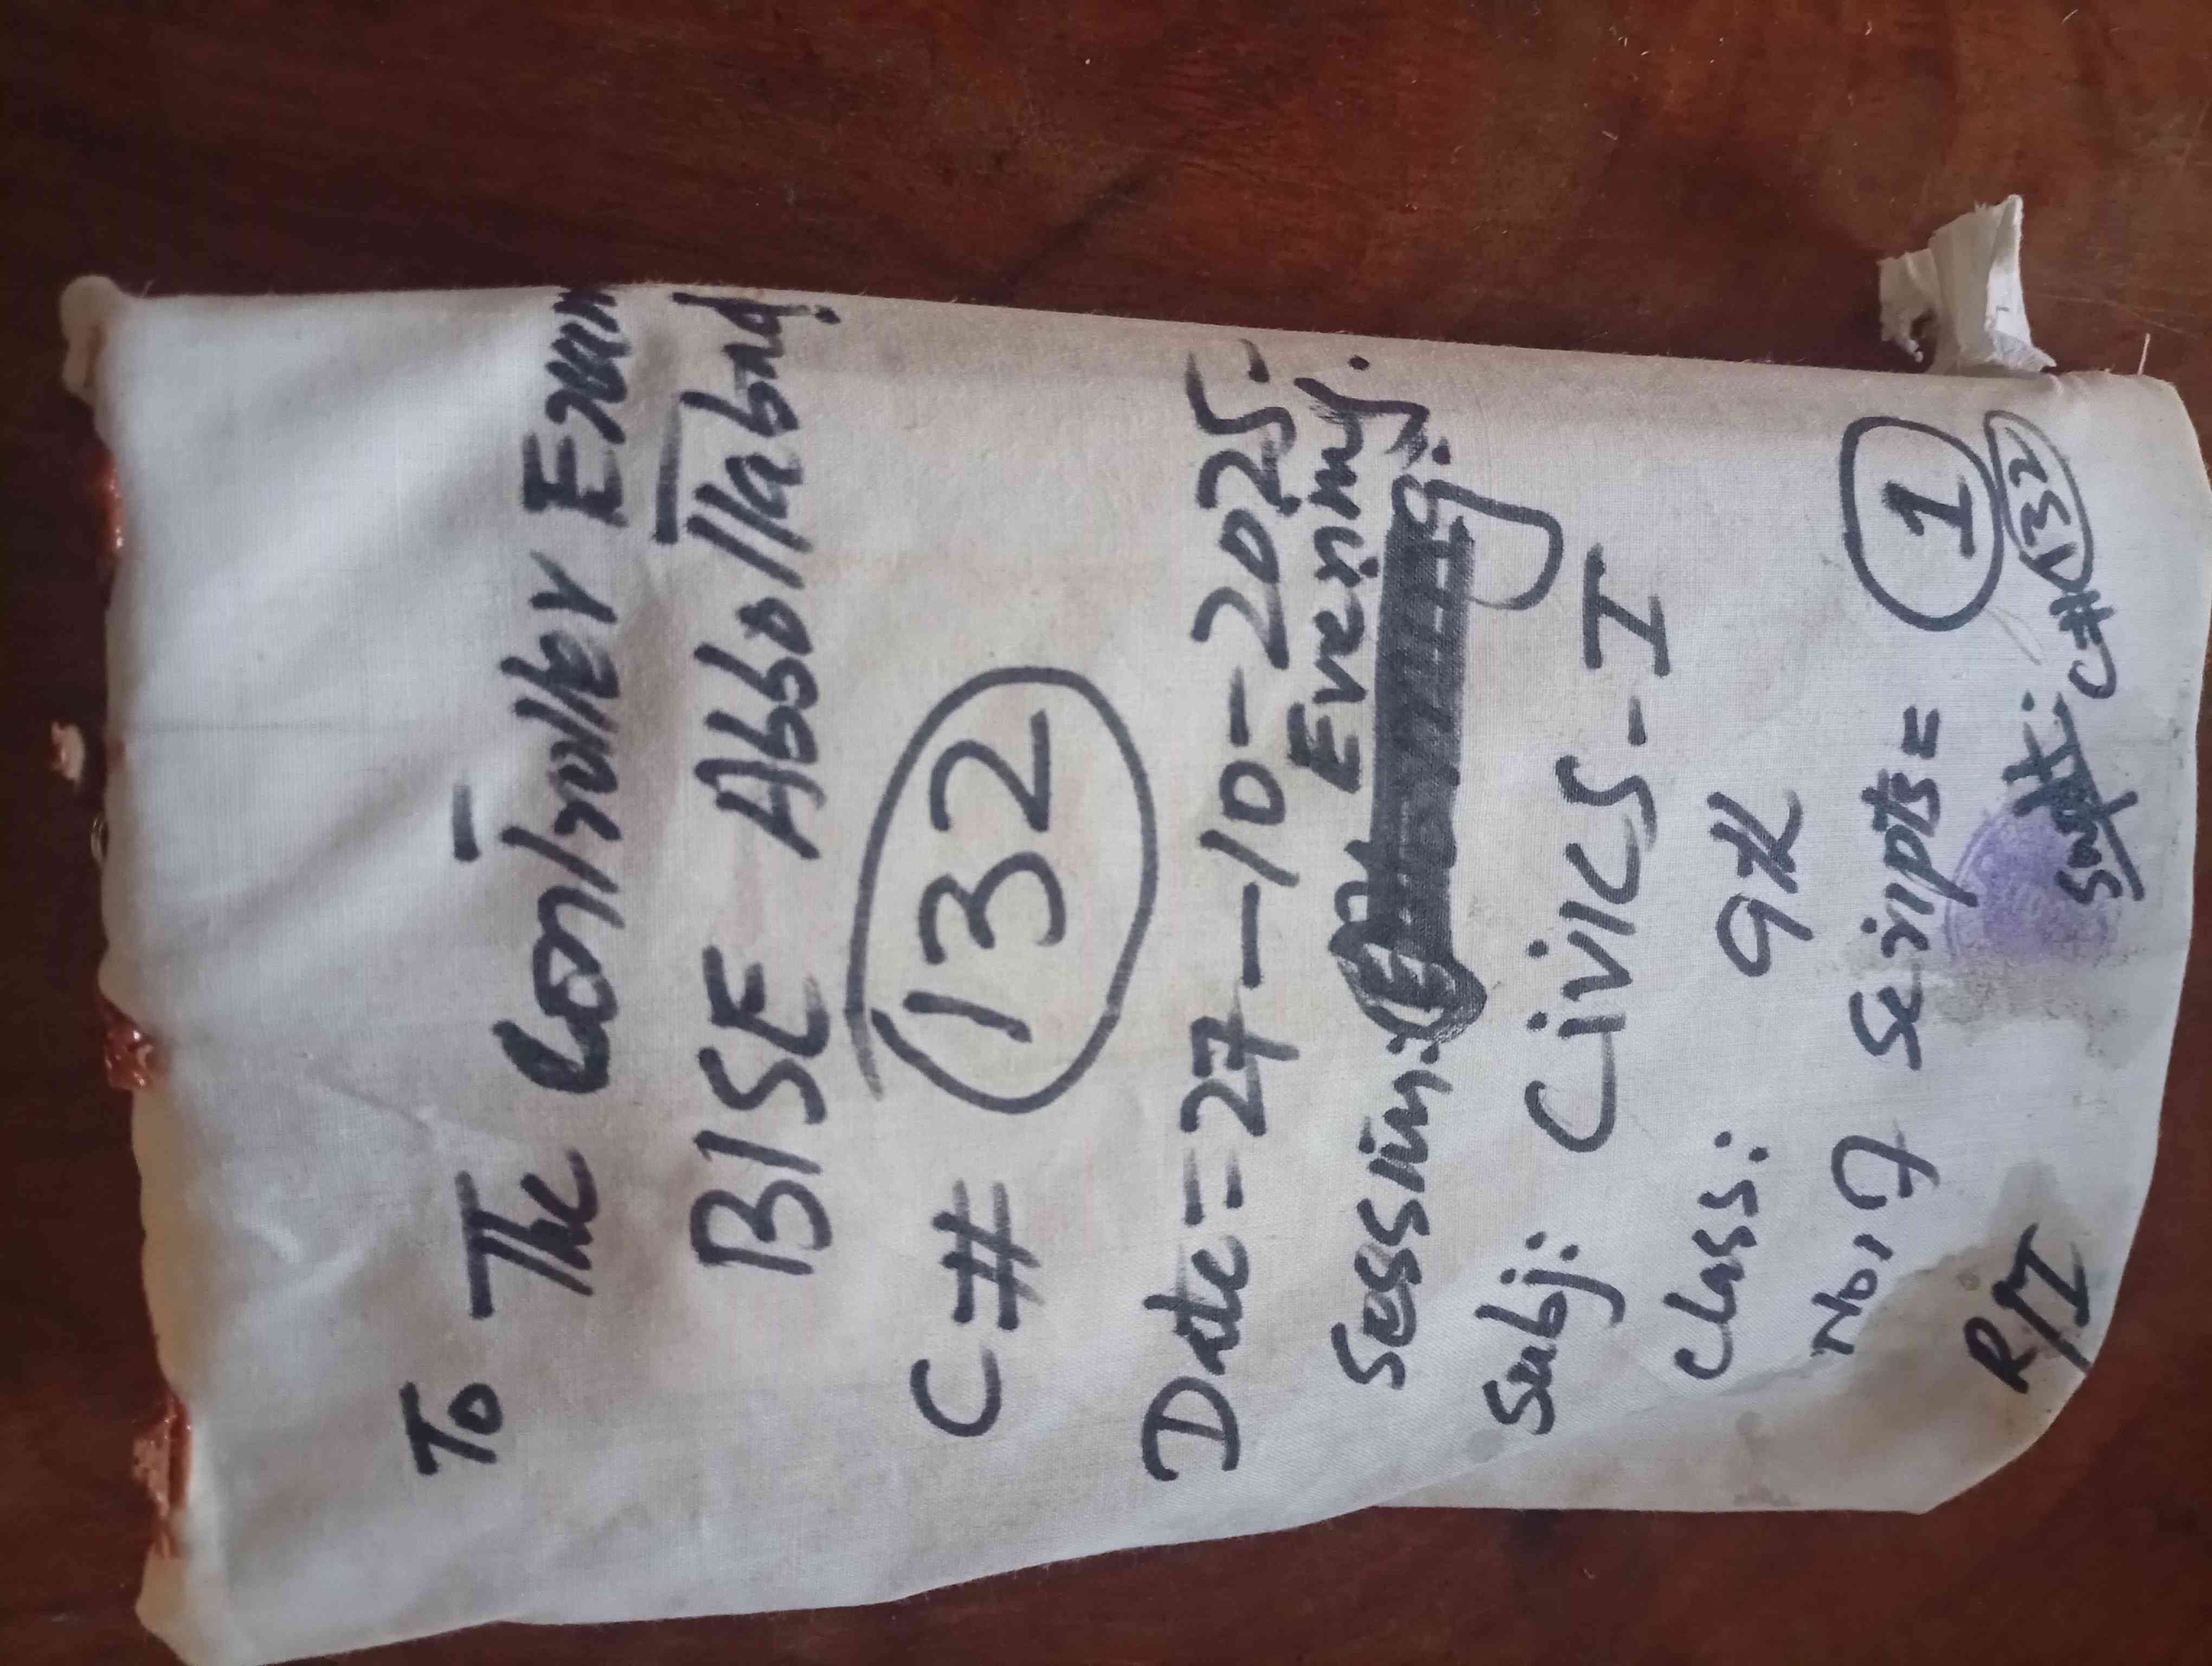 To
The Controller Exam
BISE Abbottabad
C# 132
Date = 27-10-2025
Evening.
Session:
Subj: Civics-I
Class: 9th
No. of Scripts = 1
R/I Supdt: C# 132